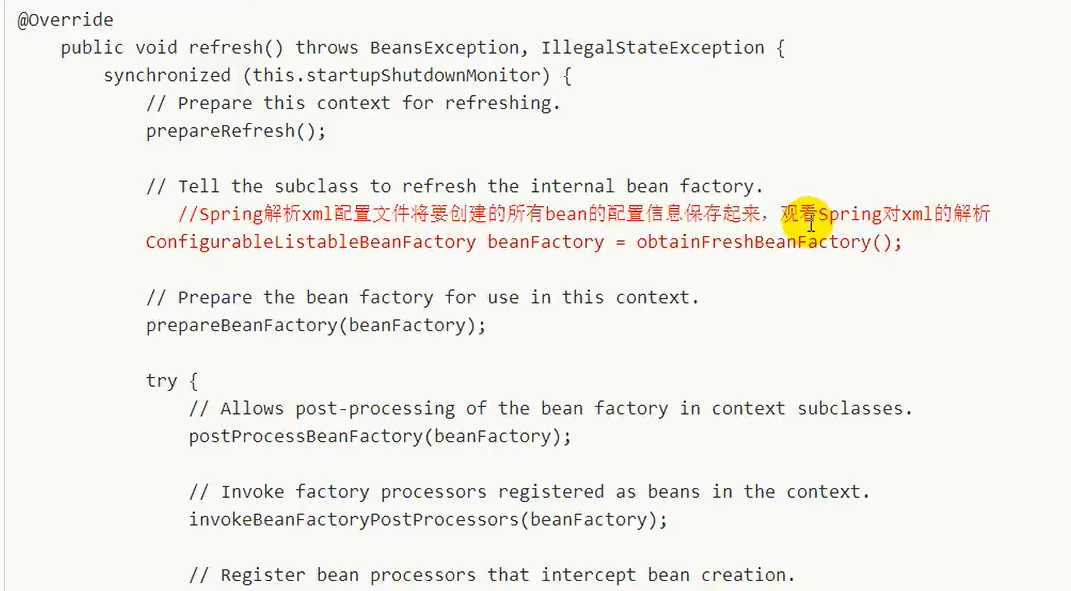 @Override
public void refresh() throws BeansException, IllegalStateException {
synchronized (this.startupShutdownMonitor) {
// Prepare this context for refreshing.
prepareRefresh();
// Tell the subclass to refresh the internal bean factory.
//Spring解析xml配置文件将要创建的所有bean的配置信息保存起来，观看Spring对xml的解析
ConfigurableListableBeanFactory beanFactory = obtainFreshBeanFactory();
// Prepare the bean factory for use in this context.
prepareBeanFactory(beanFactory);
try {
// Allows post-processing of the bean factory in context subclasses.
postProcessBeanFactory(beanFactory);
// Invoke factory processors registered as beans in the context.
invokeBeanFactoryPostProcessors(beanFactory);
// Register bean processors that intercept bean creation.